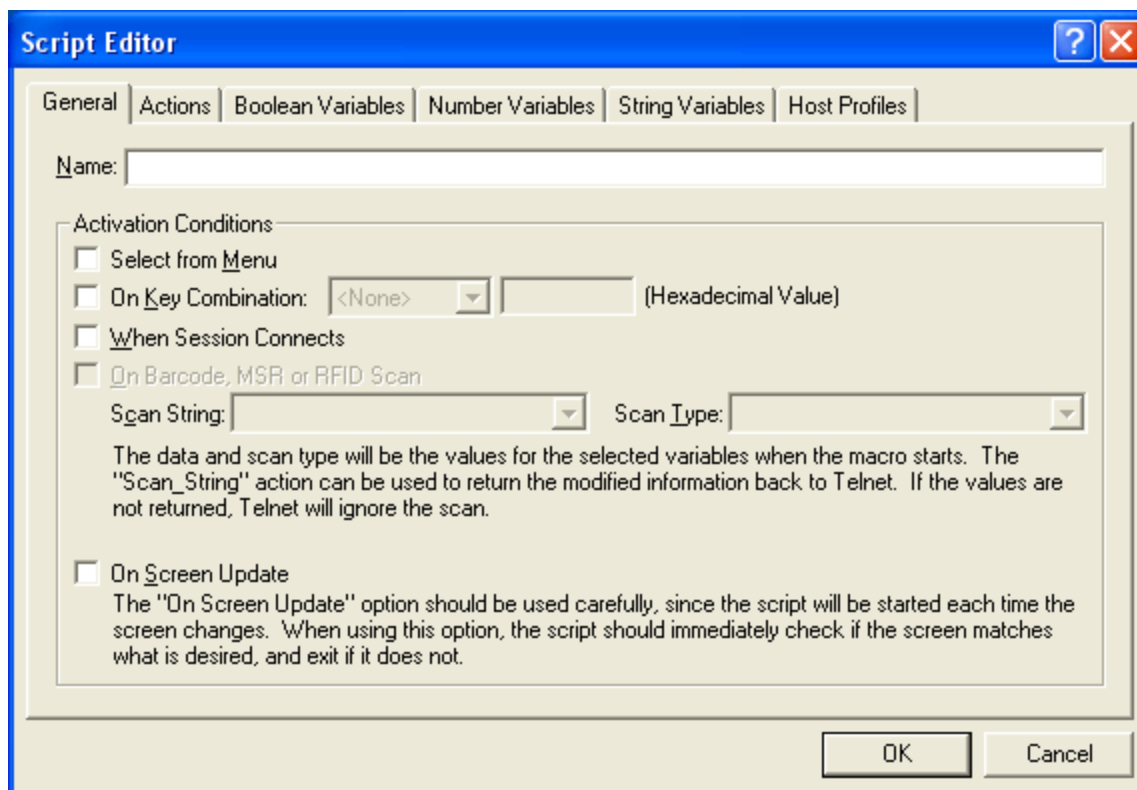 Script Editor
General Actions Boolean Variables Number Variables String Variables Host Profiles
Name:
Activation Conditions
Select from Menu
On Key Combination: <None> (Hexadecimal Value)
When Session Connects
On Barcode, MSR or RFID Scan
Scan String: Scan Type:
The data and scan type will be the values for the selected variables when the macro starts. The
"Scan_String" action can be used to return the modified information back to Telnet. If the values are
not returned, Telnet will ignore the scan.
On Screen Update
The "On Screen Update" option should be used carefully, since the script will be started each time the
screen changes. When using this option, the script should immediately check if the screen matches
what is desired, and exit if it does not.
OK Cancel